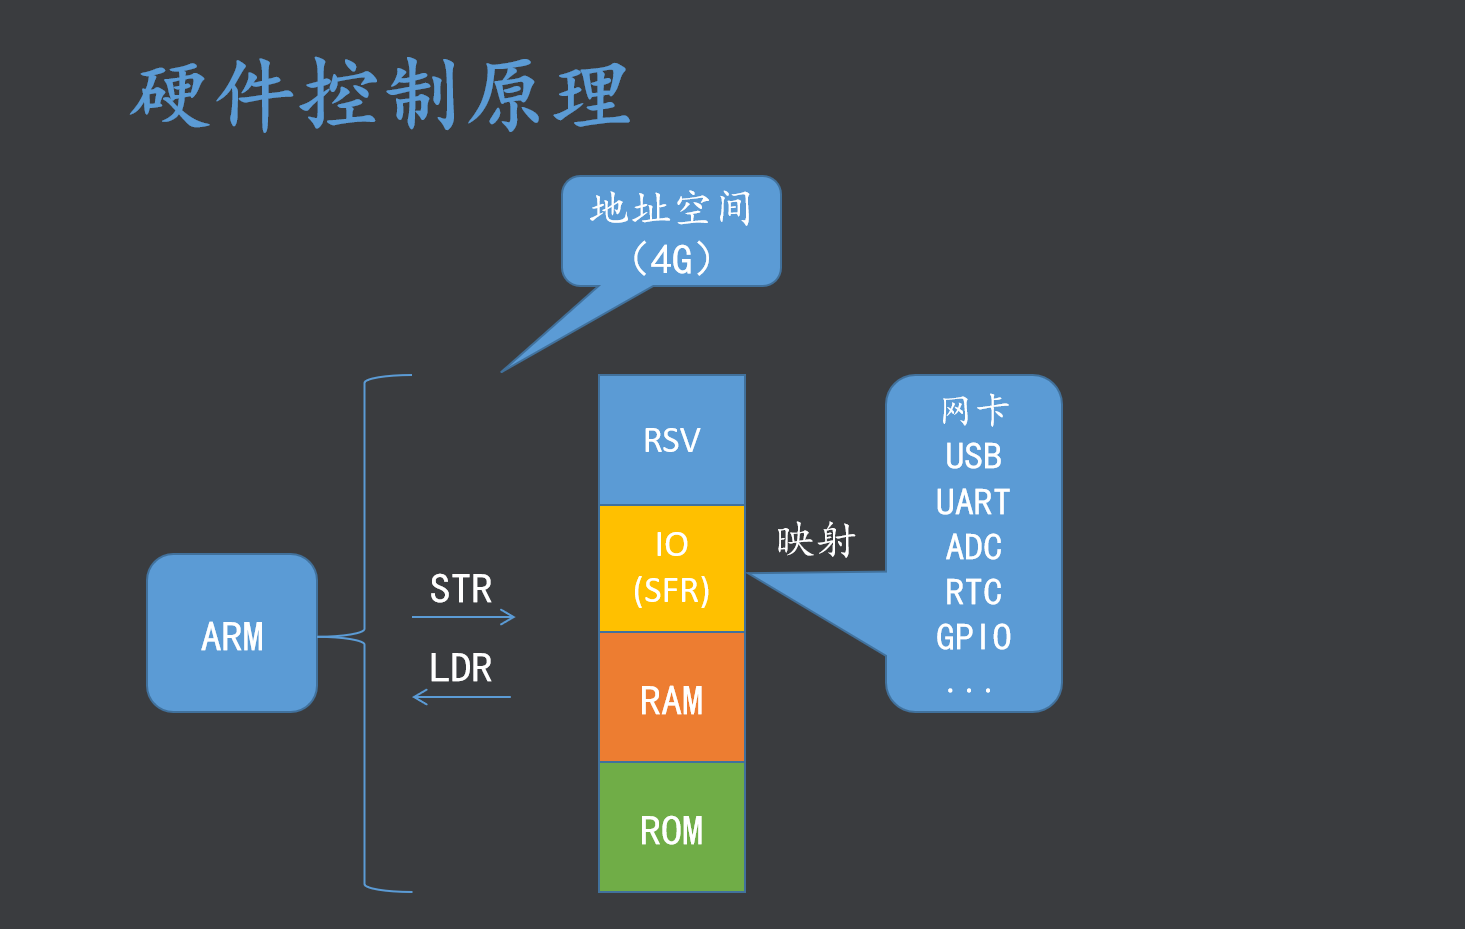 硬件控制原理
地址空间
（4G）
RSV
IO
(SFR)
RAM
ROM
ARM
STR
LDR
映射
网卡
USB
UART
ADC
RTC
GPIO
...